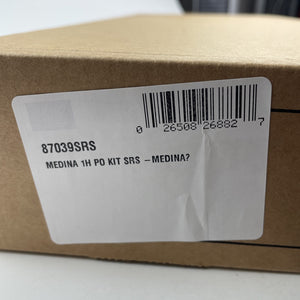 0 26508 26882 7
87039SRS
MEDINA 1H PO KIT SRS –MEDINA?